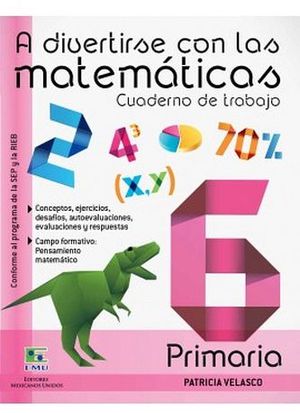 A divertirse con las
matemáticas
Cuaderno de trabajo
2 4³ 70%
(x,y)
Conforme al programa de la SEP y la RIEB
• Conceptos, ejercicios,
desafíos, autoevaluaciones,
evaluaciones y respuestas
• Campo formativo:
Pensamiento
matemático
6
Primaria
EMU
EDITORES
MEXICANOS UNIDOS
PATRICIA VELASCO